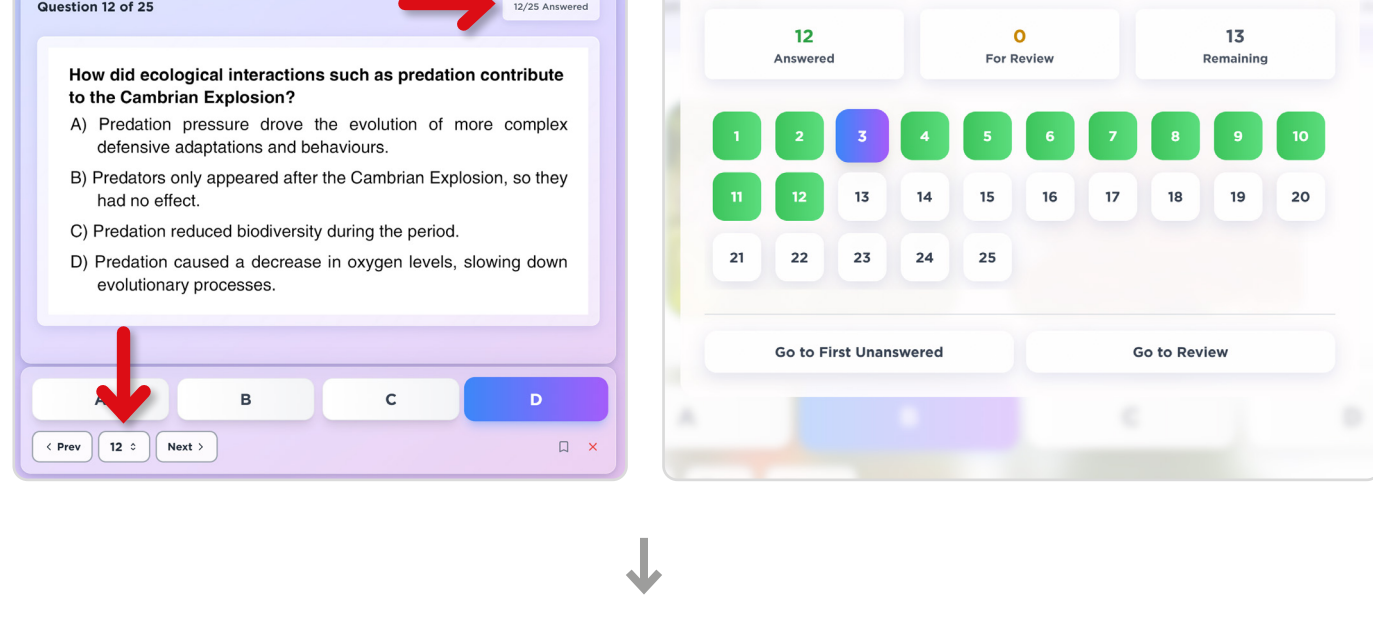 Question 12 of 25
12/25 Answered
How did ecological interactions such as predation contribute
to the Cambrian Explosion?
A) Predation pressure drove the evolution of more complex
defensive adaptations and behaviours.
B) Predators only appeared after the Cambrian Explosion, so they
had no effect.
C) Predation reduced biodiversity during the period.
D) Predation caused a decrease in oxygen levels, slowing down
evolutionary processes.
A B C D
< Prev 12 Next >
12 0 13
Answered For Review Remaining
1 2 3 4 5 6 7 8 9 10
11 12 13 14 15 16 17 18 19 20
21 22 23 24 25
Go to First Unanswered Go to Review
A B C D